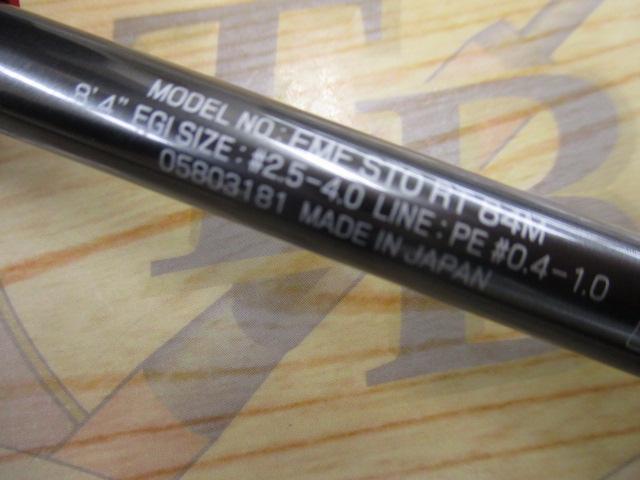 MODEL NO.: EMF STO RT 84M
8'4" EGI SIZE : #2.5-4.0 LINE : PE #0.4-1.0
05803181 MADE IN JAPAN
T
B